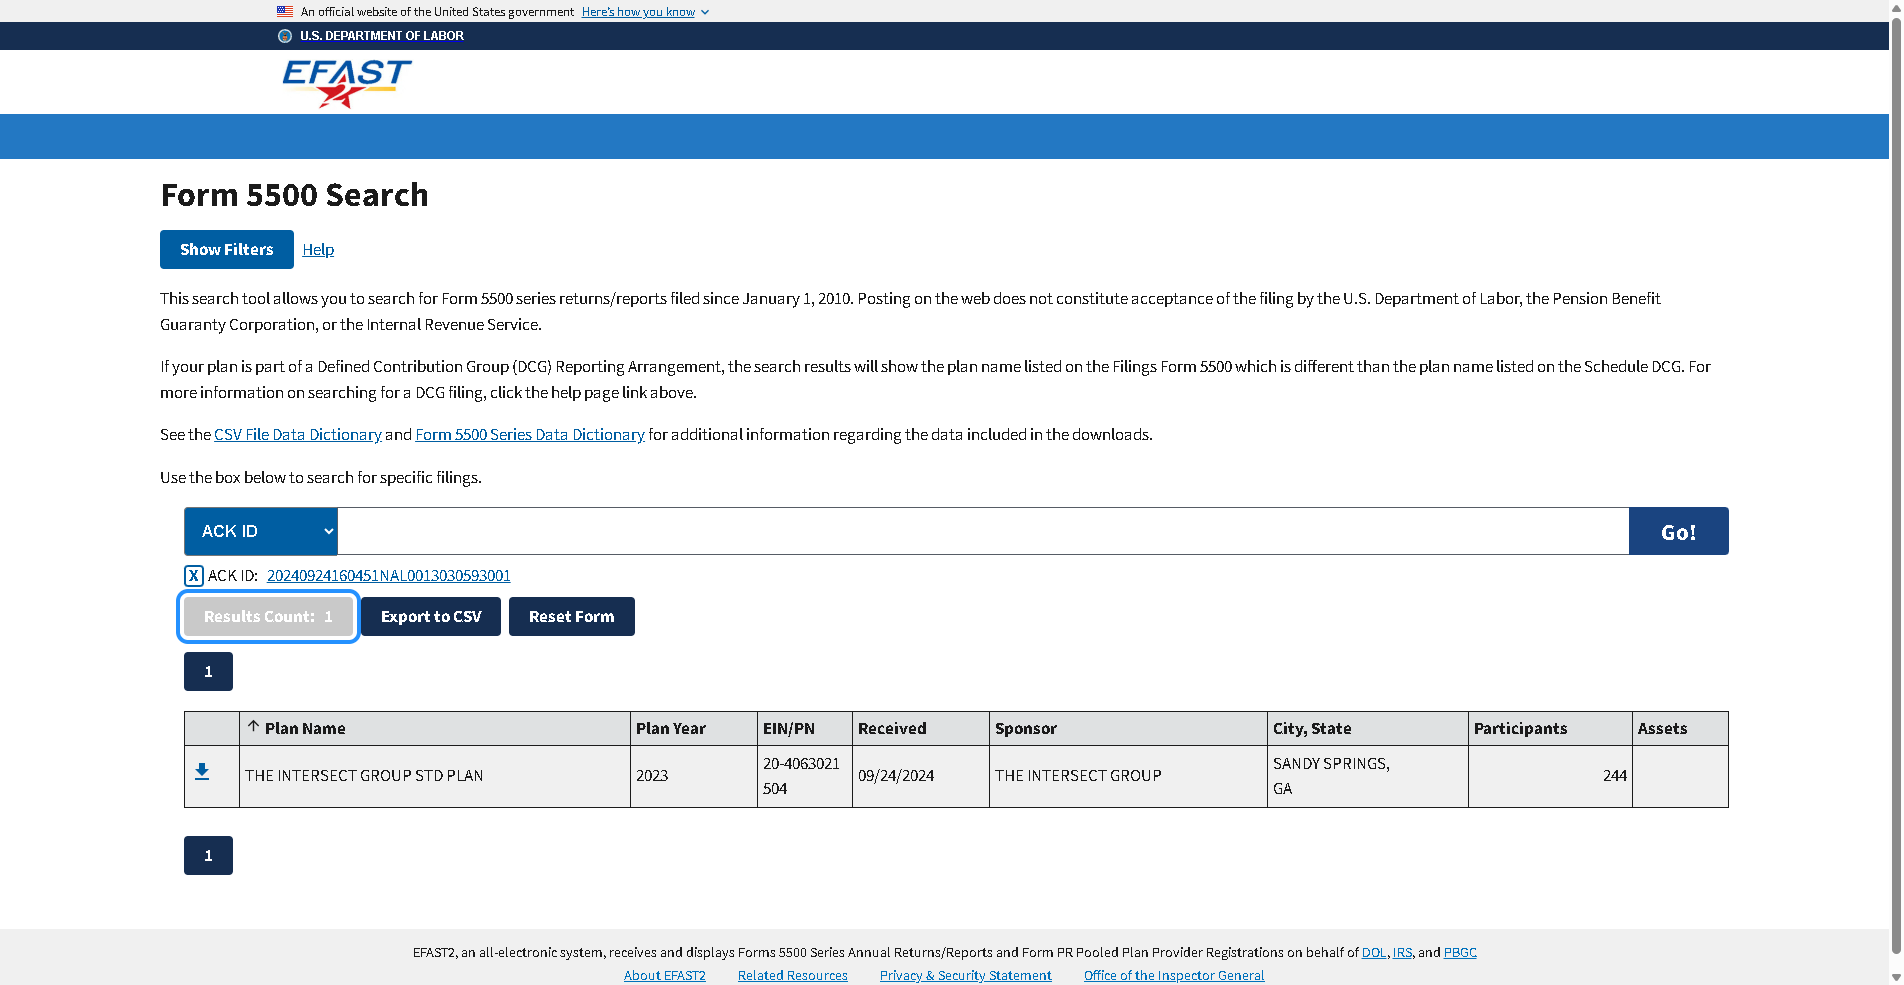 An official website of the United States government Here's how you know
U.S. DEPARTMENT OF LABOR
EFAST
2
Form 5500 Search
Show Filters Help
This search tool allows you to search for Form 5500 series returns/reports filed since January 1, 2010. Posting on the web does not constitute acceptance of the filing by the U.S. Department of Labor, the Pension Benefit
Guaranty Corporation, or the Internal Revenue Service.
If your plan is part of a Defined Contribution Group (DCG) Reporting Arrangement, the search results will show the plan name listed on the Filings Form 5500 which is different than the plan name listed on the Schedule DCG. For
more information on searching for a DCG filing, click the help page link above.
See the CSV File Data Dictionary and Form 5500 Series Data Dictionary for additional information regarding the data included in the downloads.
Use the box below to search for specific filings.
ACK ID Go!
X ACK ID: 20240924160451NAL0013030593001
Results Count: 1 Export to CSV Reset Form
1
Plan Name Plan Year EIN/PN Received Sponsor City, State Participants Assets
THE INTERSECT GROUP STD PLAN 2023 20-4063021 504 09/24/2024 THE INTERSECT GROUP SANDY SPRINGS, GA 244
1
EFAST2, an all-electronic system, receives and displays Forms 5500 Series Annual Returns/Reports and Form PR Pooled Plan Provider Registrations on behalf of DOL, IRS, and PBGC
About EFAST2 Related Resources Privacy & Security Statement Office of the Inspector General